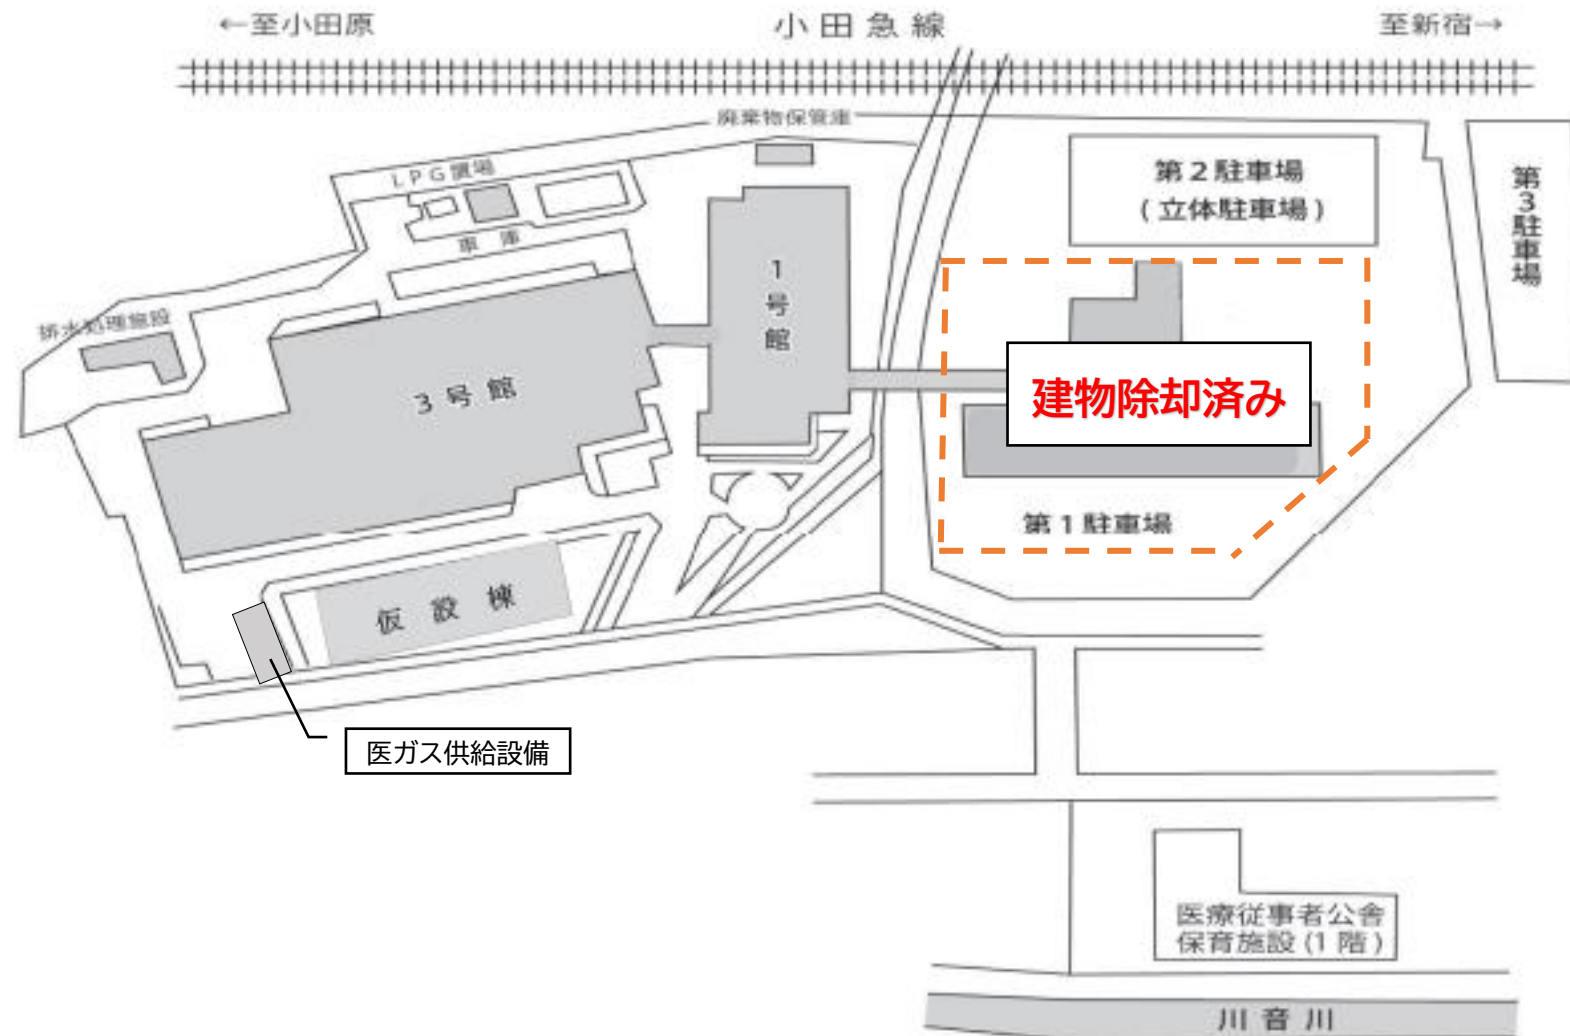 ←至小田原
小田急線
至新宿→
廃棄物保管庫
LPG置場
車庫
排水処理施設
3号館
1号館
第2駐車場
(立体駐車場)
第3駐車場
建物除却済み
第1駐車場
仮設棟
医ガス供給設備
医療従事者公舎
保育施設(1階)
川音川